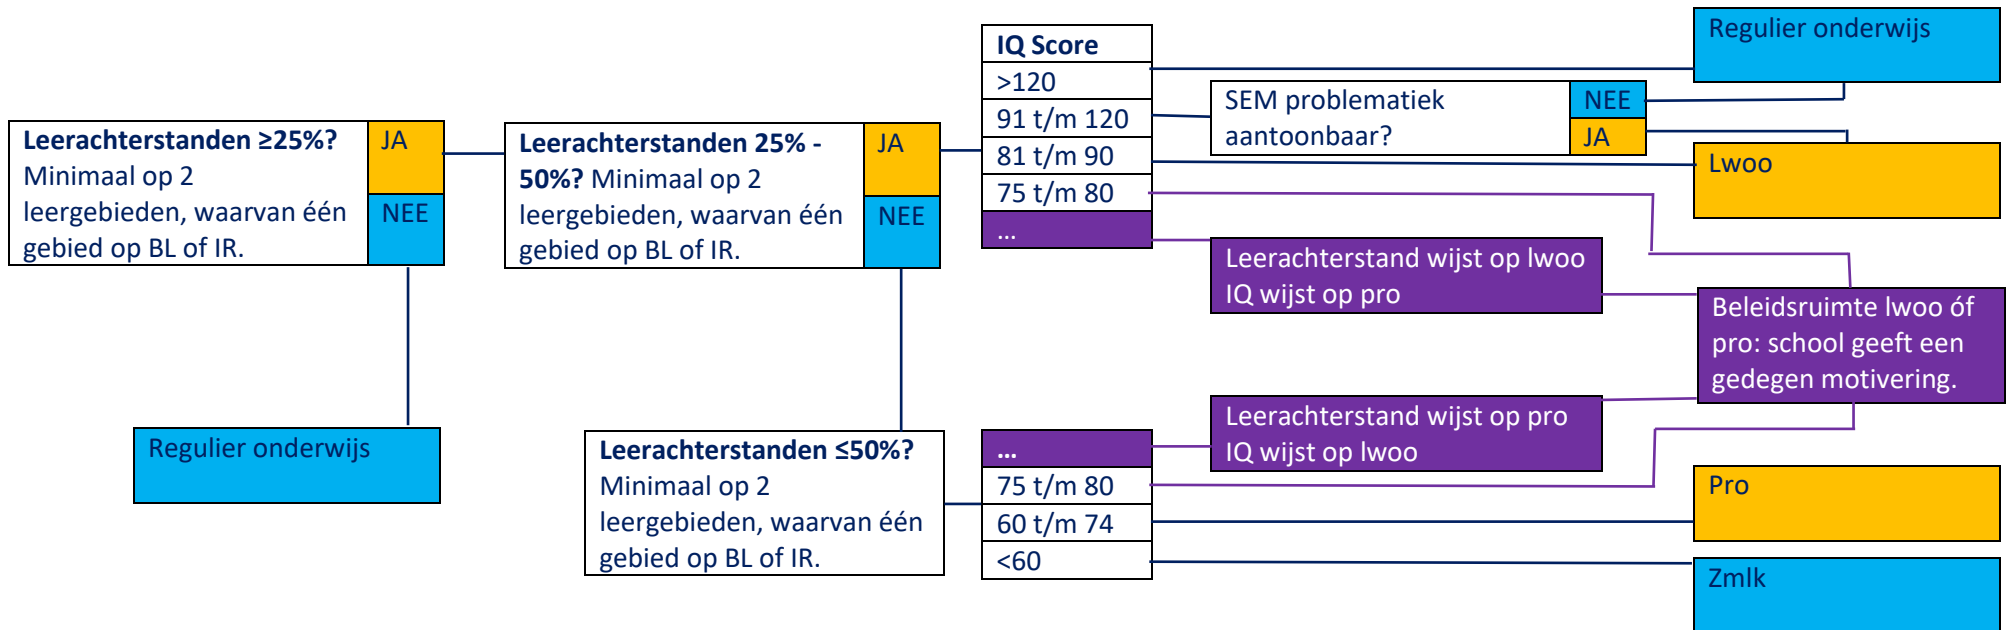 Leerachterstanden ≥25%?
Minimaal op 2
leergebieden, waarvan één
gebied op BL of IR.
JA
NEE
Regulier onderwijs
Leerachterstanden 25% -
50%? Minimaal op 2
leergebieden, waarvan één
gebied op BL of IR.
JA
NEE
Leerachterstanden ≤50%?
Minimaal op 2
leergebieden, waarvan één
gebied op BL of IR.
IQ Score
>120
91 t/m 120
81 t/m 90
75 t/m 80
...
...
75 t/m 80
60 t/m 74
<60
SEM problematiek
aantoonbaar?
NEE
JA
Leerachterstand wijst op lwoo
IQ wijst op pro
Leerachterstand wijst op pro
IQ wijst op lwoo
Regulier onderwijs
Lwoo
Beleidsruimte lwoo óf
pro: school geeft een
gedegen motivering.
Pro
Zmlk